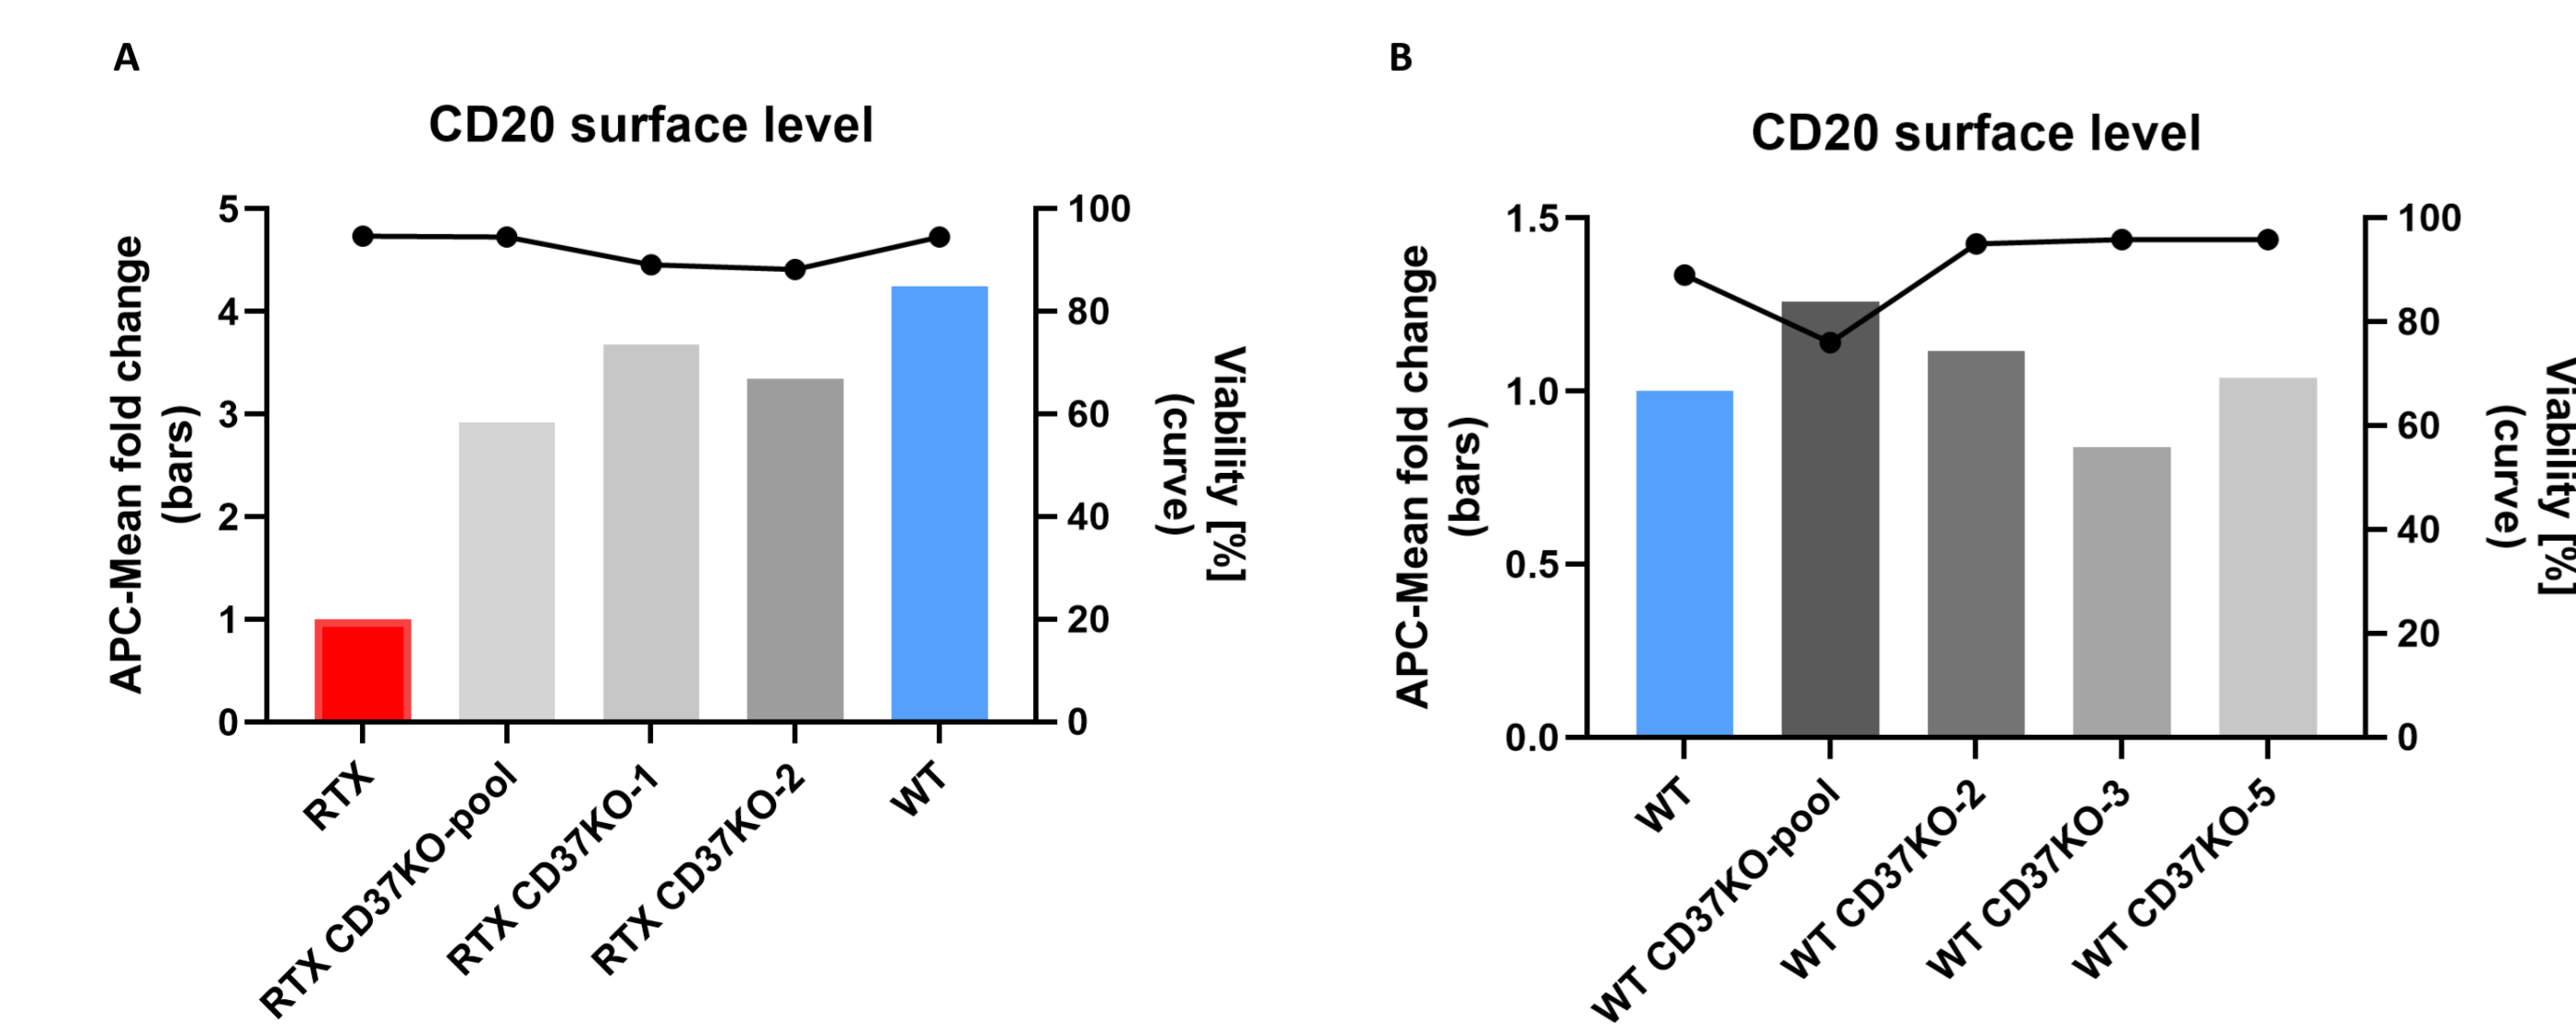 A
CD20 surface level
5
4
3
2
1
0
APC-Mean fold change
(bars)
100
80
60
40
20
0
Viability [%]
(curve)
RTX
RTX CD37KO-pool
RTX CD37KO-1
RTX CD37KO-2
WT
B
CD20 surface level
1.5
1.0
0.5
0.0
APC-Mean fold change
(bars)
100
80
60
40
20
0
Viability [%]
(curve)
WT
WT CD37KO-pool
WT CD37KO-2
WT CD37KO-3
WT CD37KO-5